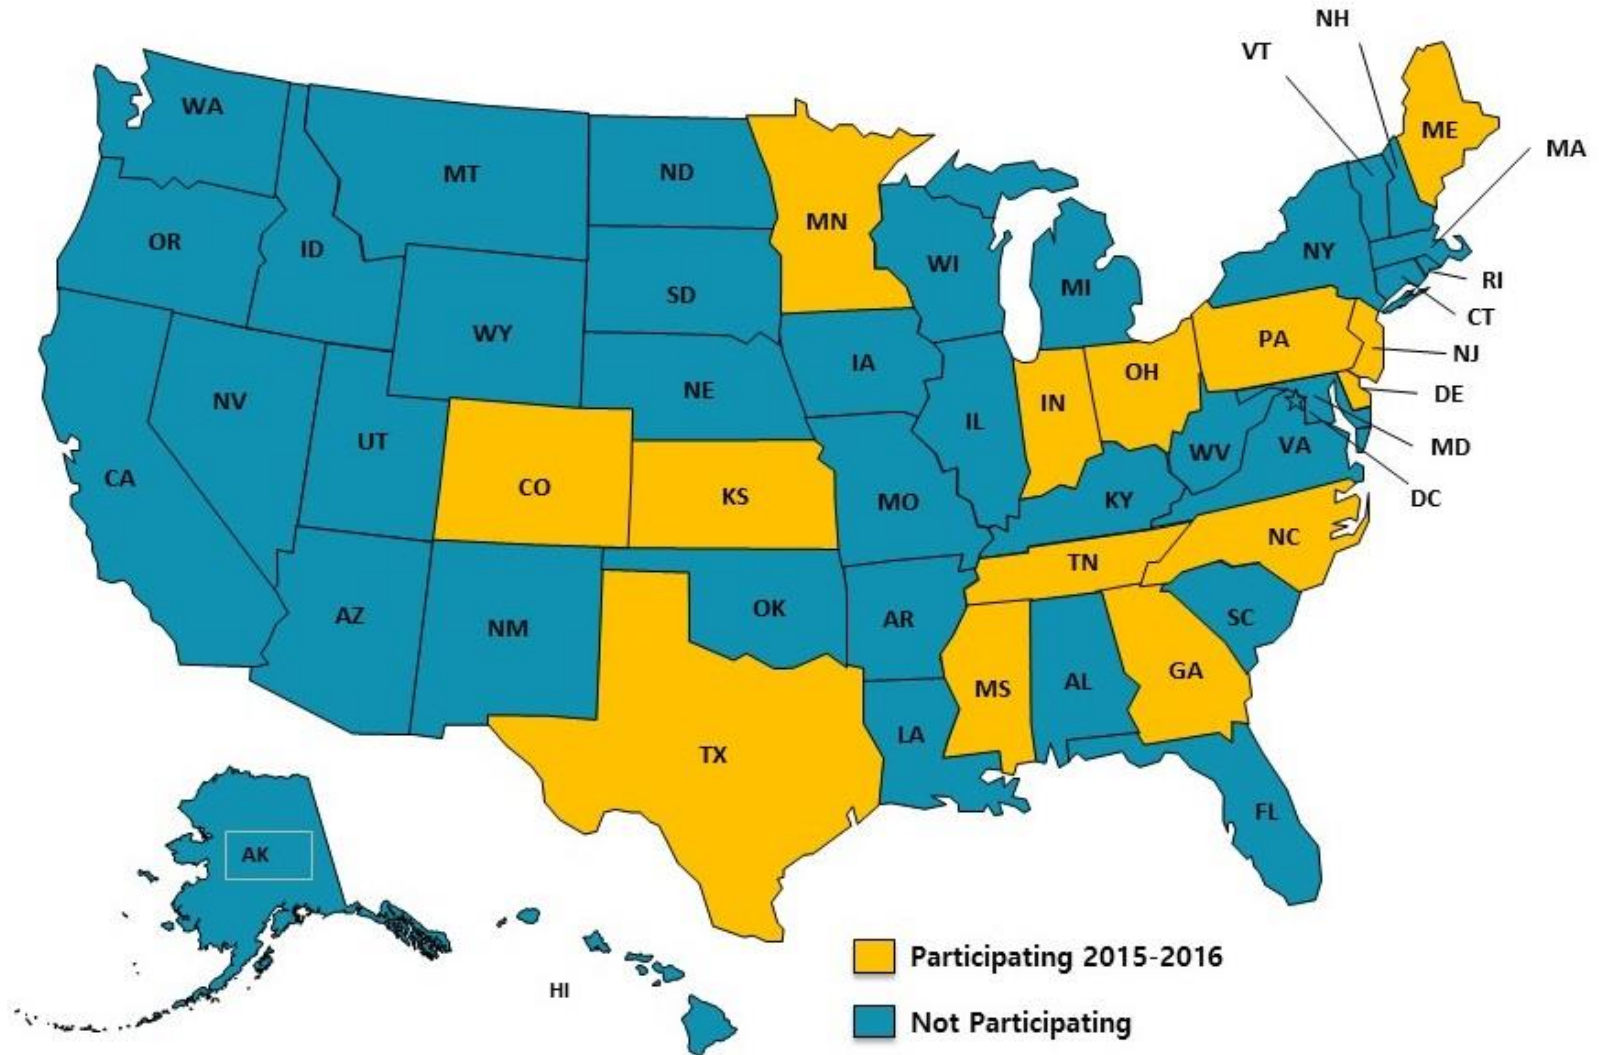 NH
VT
WA
ME
MA
MT
ND
MN
OR
ID
NY
WI
RI
MI
SD
CT
WY
PA
NJ
IA
OH
NE
DE
NV
IN
IL
UT
MD
VA
WV
CA
CO
KS
DC
MO
KY
NC
TN
OK
AZ
AR
SC
NM
GA
MS
AL
LA
TX
FL
AK
Participating 2015-2016
HI
Not Participating